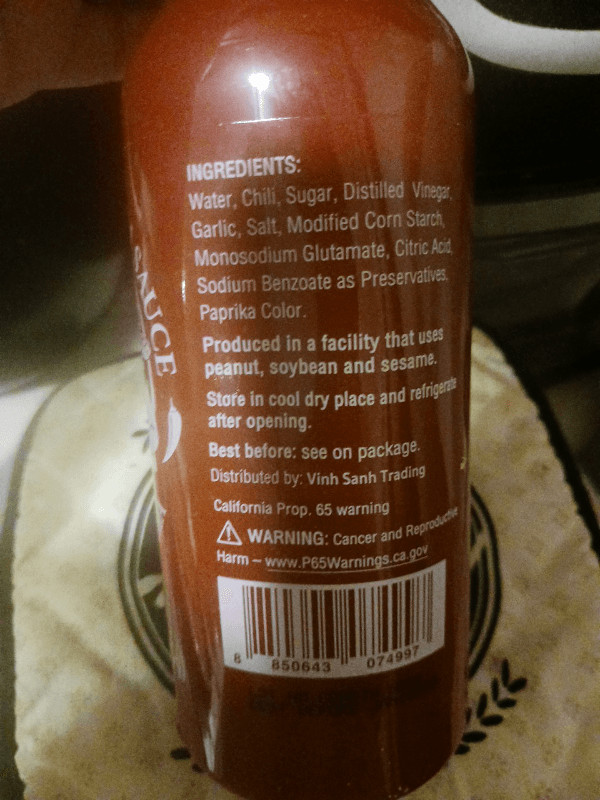 SAUCE
INGREDIENTS:
Water, Chili, Sugar, Distilled Vinegar,
Garlic, Salt, Modified Corn Starch,
Monosodium Glutamate, Citric Acid,
Sodium Benzoate as Preservatives,
Paprika Color.
Produced in a facility that uses
peanut, soybean and sesame.
Store in cool dry place and refrigerate
after opening.
Best before: see on package.
Distributed by: Vinh Sanh Trading
California Prop. 65 warning
WARNING: Cancer and Reproductive
Harm – www.P65Warnings.ca.gov
8 850643 074997